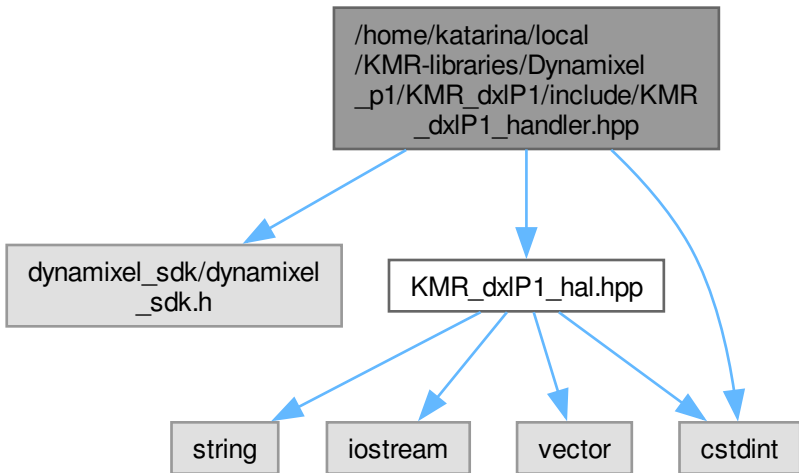 /home/katarina/local
/KMR-libraries/Dynamixel
_p1/KMR_dxlP1/include/KMR
_dxlP1_handler.hpp
dynamixel_sdk/dynamixel
_sdk.h
KMR_dxlP1_hal.hpp
string
iostream
vector
cstdint